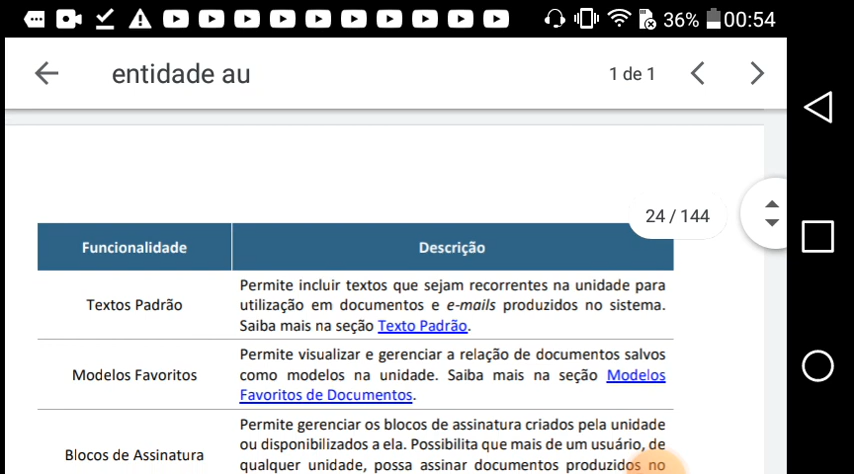 36% 00:54
entidade au
1 de 1
24 / 144
Funcionalidade
Descrição
Textos Padrão
Permite incluir textos que sejam recorrentes na unidade para
utilização em documentos e e-mails produzidos no sistema.
Saiba mais na seção Texto Padrão.
Modelos Favoritos
Permite visualizar e gerenciar a relação de documentos salvos
como modelos na unidade. Saiba mais na seção Modelos
Favoritos de Documentos.
Blocos de Assinatura
Permite gerenciar os blocos de assinatura criados pela unidade
ou disponibilizados a ela. Possibilita que mais de um usuário, de
qualquer unidade, possa assinar documentos produzidos no